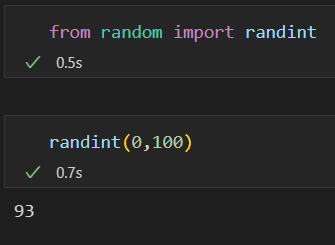 from random import randint
0.5s
randint(0,100)
0.7s
93